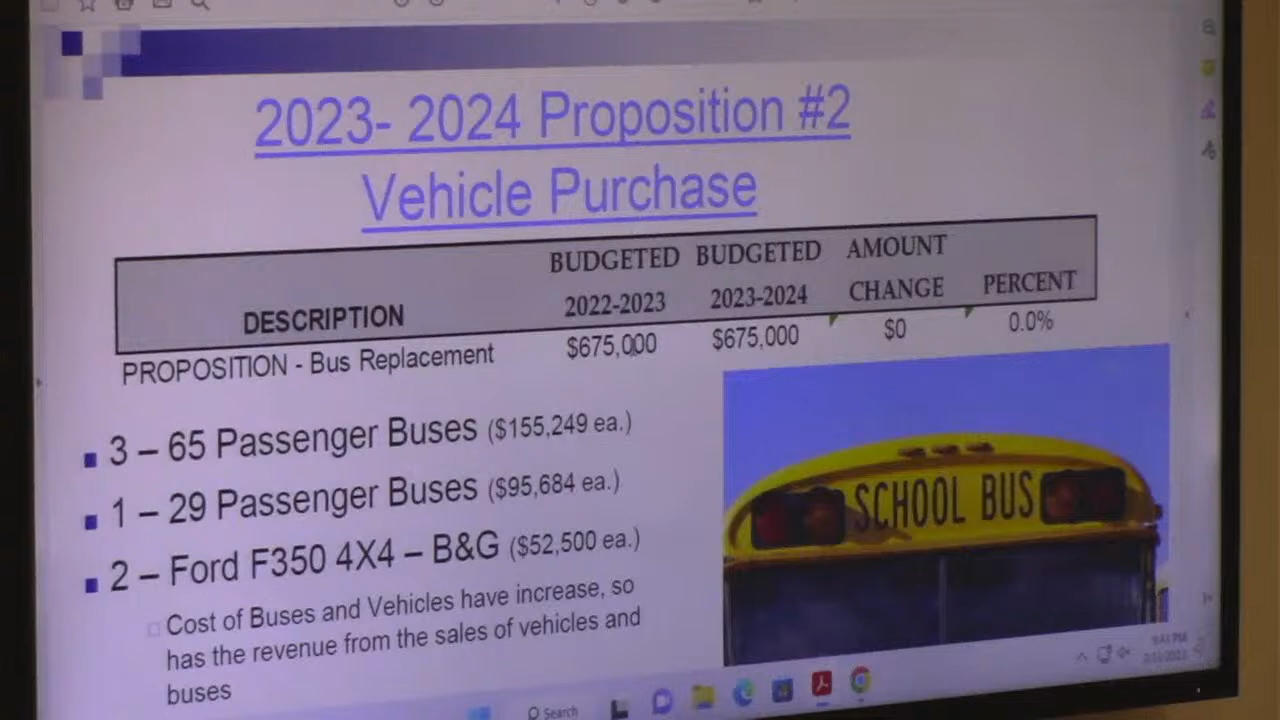 2023- 2024 Proposition #2
Vehicle Purchase
BUDGETED BUDGETED AMOUNT
DESCRIPTION 2022-2023 2023-2024 CHANGE PERCENT
PROPOSITION - Bus Replacement $675,000 $675,000 $0 0.0%
3 – 65 Passenger Buses ($155,249 ea.)
1 – 29 Passenger Buses ($95,684 ea.)
2 – Ford F350 4X4 – B&G ($52,500 ea.)
Cost of Buses and Vehicles have increase, so
has the revenue from the sales of vehicles and
buses
SCHOOL BUS
Search
9:41 PM